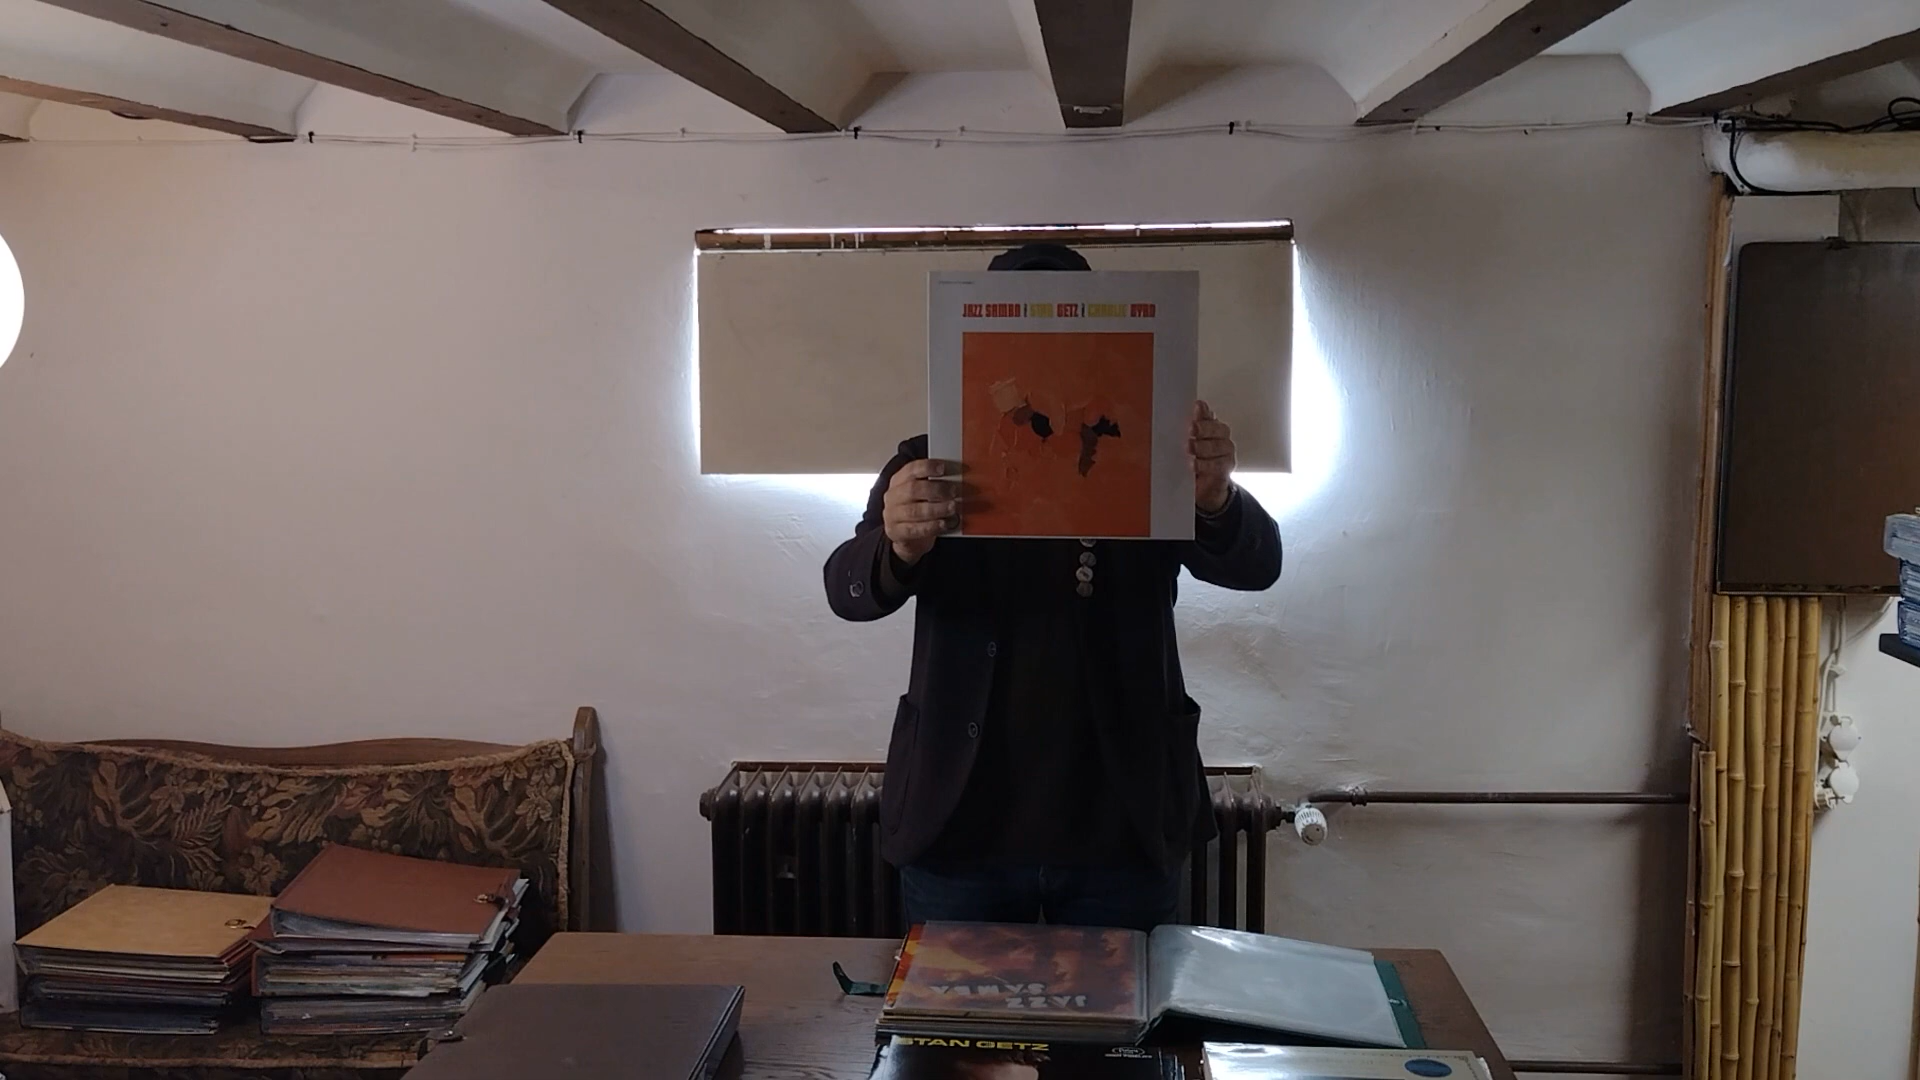 JAZZ SAMBA STAN GETZ CHARLIE BYRD
JAZZ
SAMBA
STAN GETZ